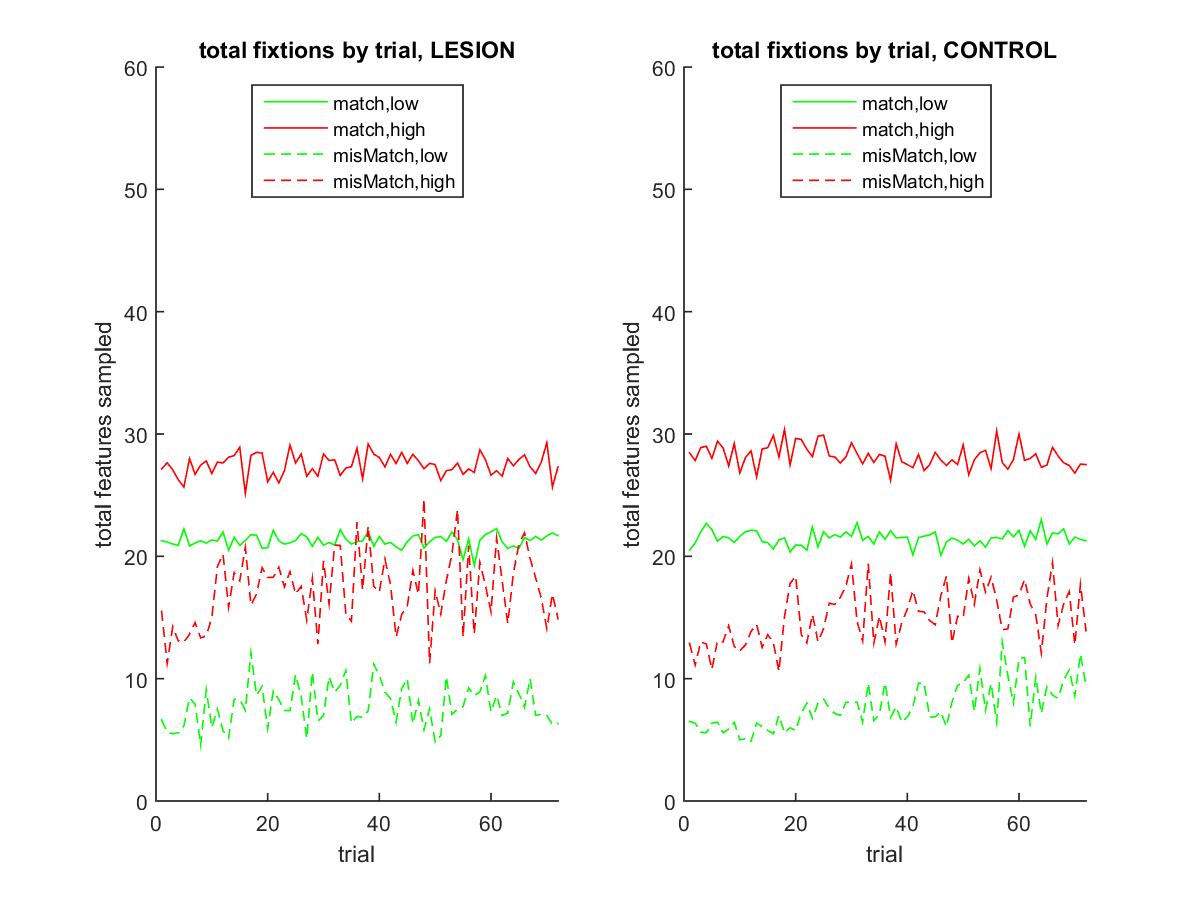 total fixtions by trial, LESION
60
50
40
30
20
10
0
total features sampled
match,low
match,high
misMatch,low
misMatch,high
0 20 40 60
trial
total fixtions by trial, CONTROL
60
50
40
30
20
10
0
total features sampled
match,low
match,high
misMatch,low
misMatch,high
0 20 40 60
trial